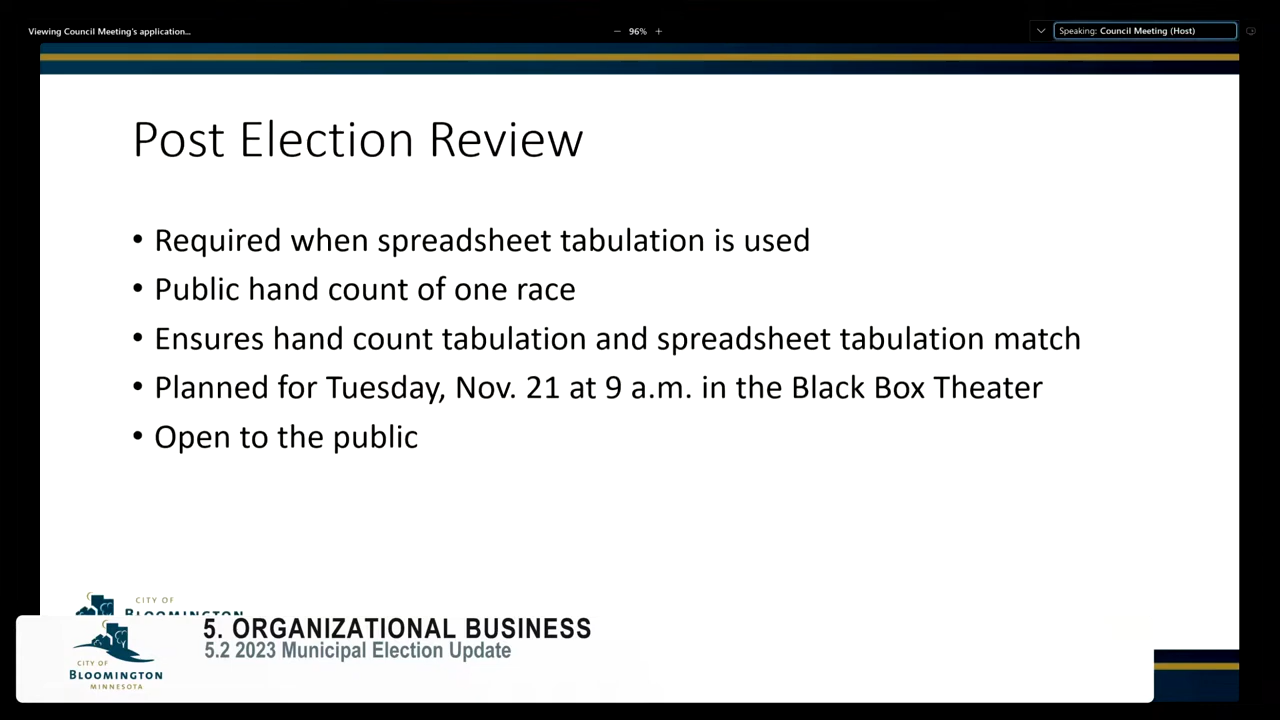 Viewing Council Meeting's application...
− 96% +
Speaking: Council Meeting (Host)
Post Election Review
• Required when spreadsheet tabulation is used
• Public hand count of one race
• Ensures hand count tabulation and spreadsheet tabulation match
• Planned for Tuesday, Nov. 21 at 9 a.m. in the Black Box Theater
• Open to the public
CITY OF
BLOOMINGTON
5. ORGANIZATIONAL BUSINESS
5.2 2023 Municipal Election Update
CITY OF
BLOOMINGTON
MINNESOTA